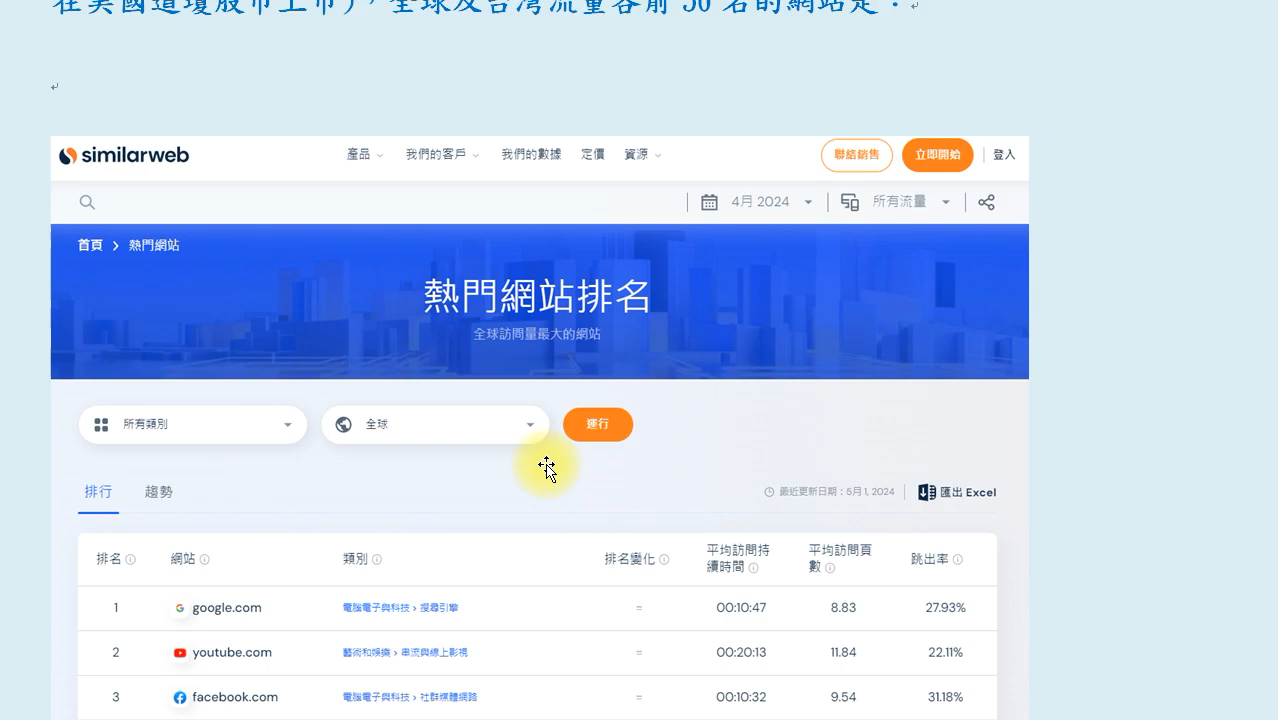 在美國道瓊股市上市)，全球及台灣流量各前 50 名的網站是：
similarweb
產品 我們的客戶 我們的數據 定價 資源 聯絡銷售 立即開始 登入
4月 2024 所有流量
首頁 熱門網站
熱門網站排名
全球訪問量最大的網站
所有類別 全球 運行
排行 趨勢 最近更新日期：5月 1, 2024 匯出 Excel
排名 網站 類別 排名變化 平均訪問持續時間 平均訪問頁數 跳出率
1 google.com 電腦電子與科技 > 搜尋引擎 = 00:10:47 8.83 27.93%
2 youtube.com 藝術和娛樂 > 串流與線上影視 = 00:20:13 11.84 22.11%
3 facebook.com 電腦電子與科技 > 社群媒體網路 = 00:10:32 9.54 31.18%